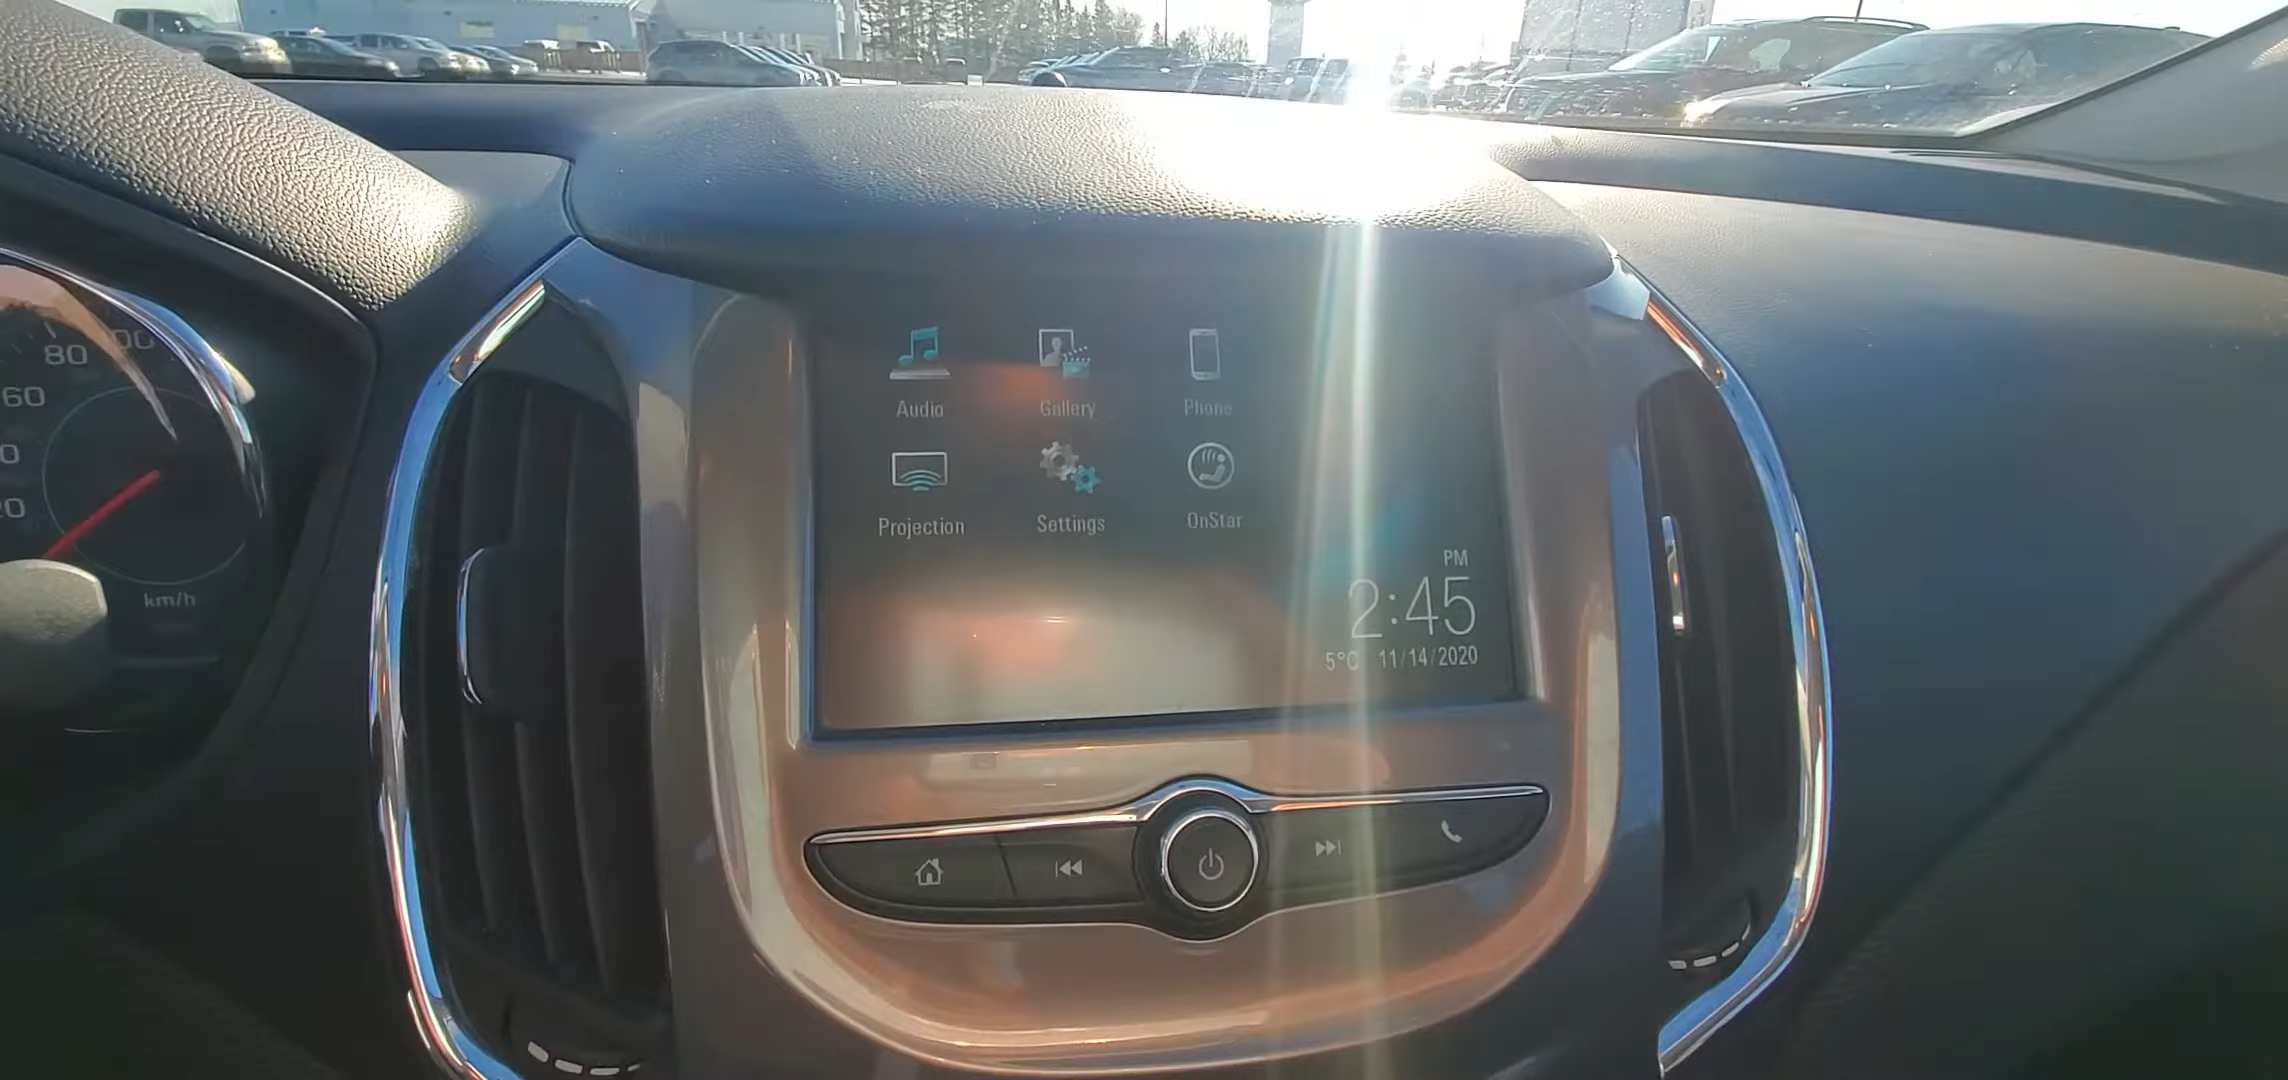 80
60
km/h
Audio Gallery Phone
Projection Settings OnStar
PM
2:45
5°C 11/14/2020